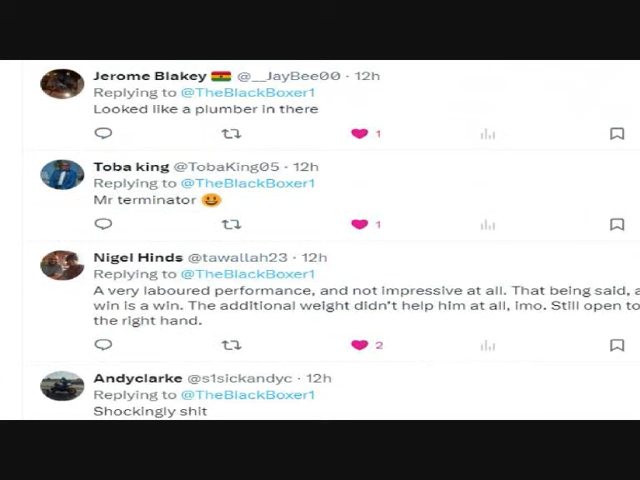 Jerome Blakey 🇬🇭 @__JayBee00 · 12h
Replying to @TheBlackBoxer1
Looked like a plumber in there
1
Toba king @TobaKing05 · 12h
Replying to @TheBlackBoxer1
Mr terminator 😀
1
Nigel Hinds @tawallah23 · 12h
Replying to @TheBlackBoxer1
A very laboured performance, and not impressive at all. That being said, a
win is a win. The additional weight didn't help him at all, imo. Still open to
the right hand.
2
Andyclarke @s1sickandyc · 12h
Replying to @TheBlackBoxer1
Shockingly shit